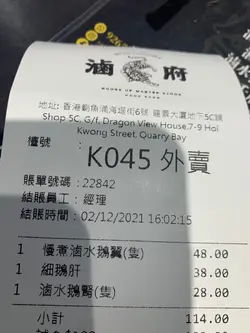 滷府
HOUSE OF MASTER STOCK
HONG KONG
地址: 香港鰂魚涌海堤街6號 龍景大廈地下5C舖
Shop 5C, G/f, Dragon View House,7-9 Hoi
Kwong Street, Quarry Bay
檯號 : K045 外賣
賬單號碼 : 22842
結賬員工 : 經理
結賬時間 : 02/12/2021 16:02:15
1 慢煮滷水鵝翼(隻) 48.00
1 細鵝肝 38.00
1 滷水鵝腎(隻) 28.00
小計 114.00